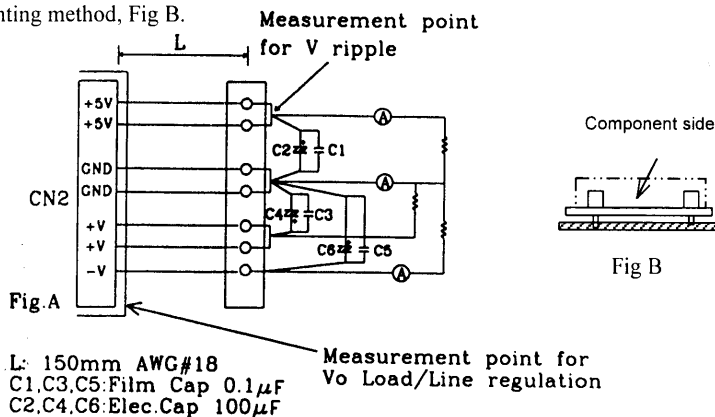 nting method, Fig B.
Measurement point
for V ripple
L
+5V
+5V
GND
GND
+V
+V
-V
CN2
A
A
A
C2
C1
C4
C3
C6
C5
Fig.A
Component side
Fig B
Measurement point for
Vo Load/Line regulation
L: 150mm AWG#18
C1,C3,C5:Film Cap 0.1μF
C2,C4,C6:Elec.Cap 100μF